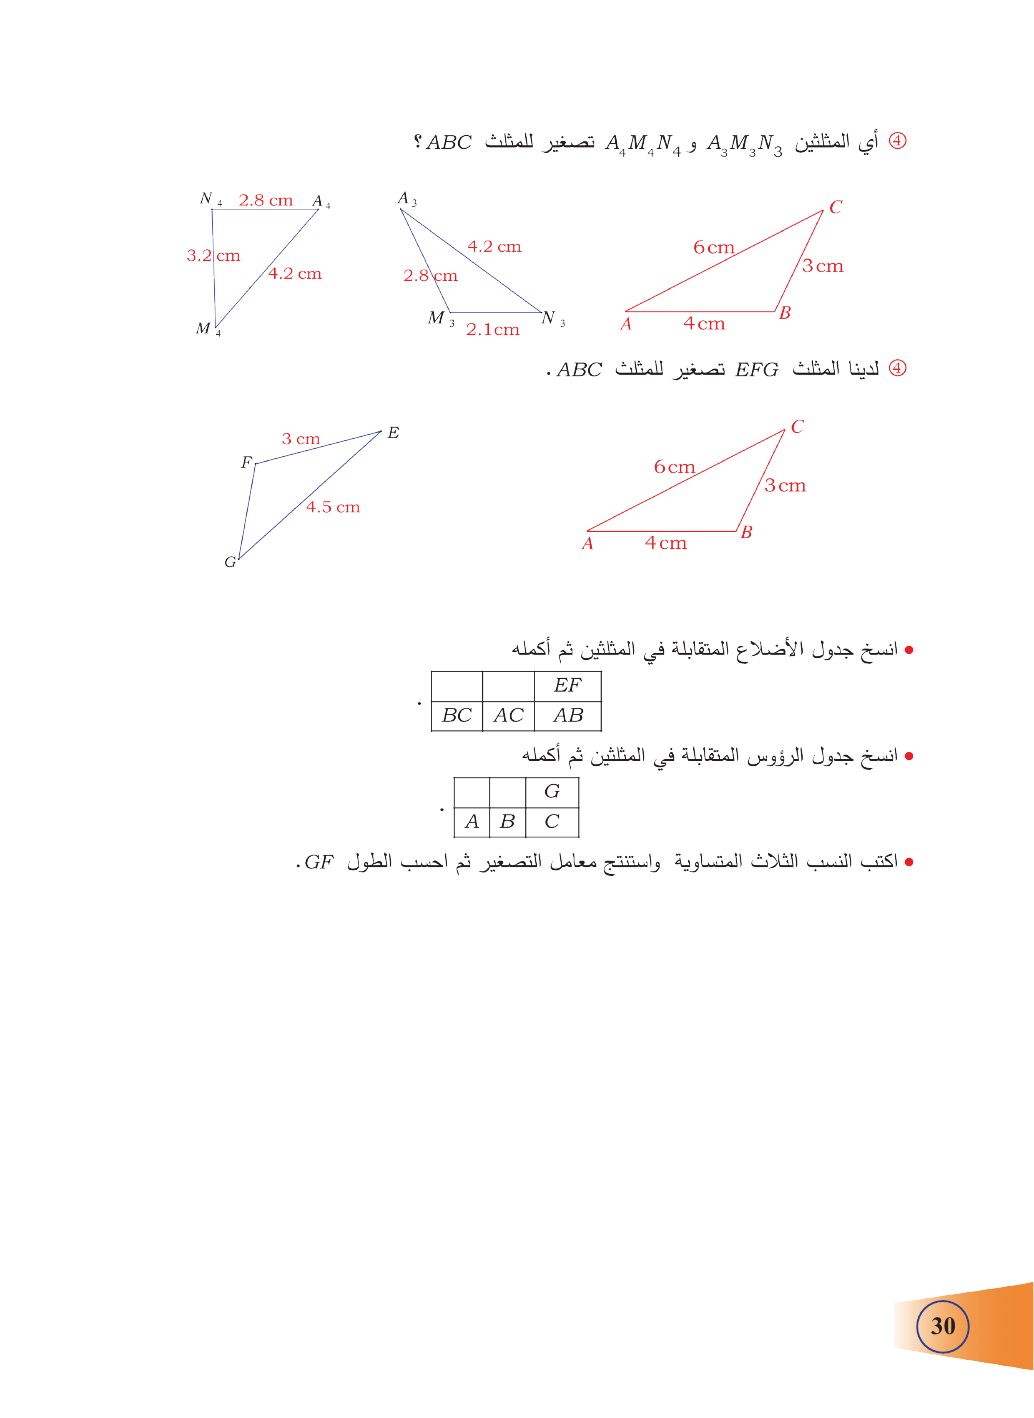 ④ أي المثلثين A₃M₃N₃ و A₄M₄N₄ تصغير للمثلث ABC ؟
C
6cm
3cm
A
4cm
B
A₃
4.2 cm
2.8 cm
M₃
2.1cm
N₃
N₄
2.8 cm
A₄
3.2 cm
4.2 cm
M₄
④ لدينا المثلث EFG تصغير للمثلث ABC .
C
6cm
3cm
A
4cm
B
3 cm
E
F
4.5 cm
G
• انسخ جدول الأضلاع المتقابلة في المثلثين ثم أكمله
EF
AB AC BC .
• انسخ جدول الرؤوس المتقابلة في المثلثين ثم أكمله
G
C B A .
• اكتب النسب الثلاث المتساوية واستنتج معامل التصغير ثم احسب الطول GF .
30